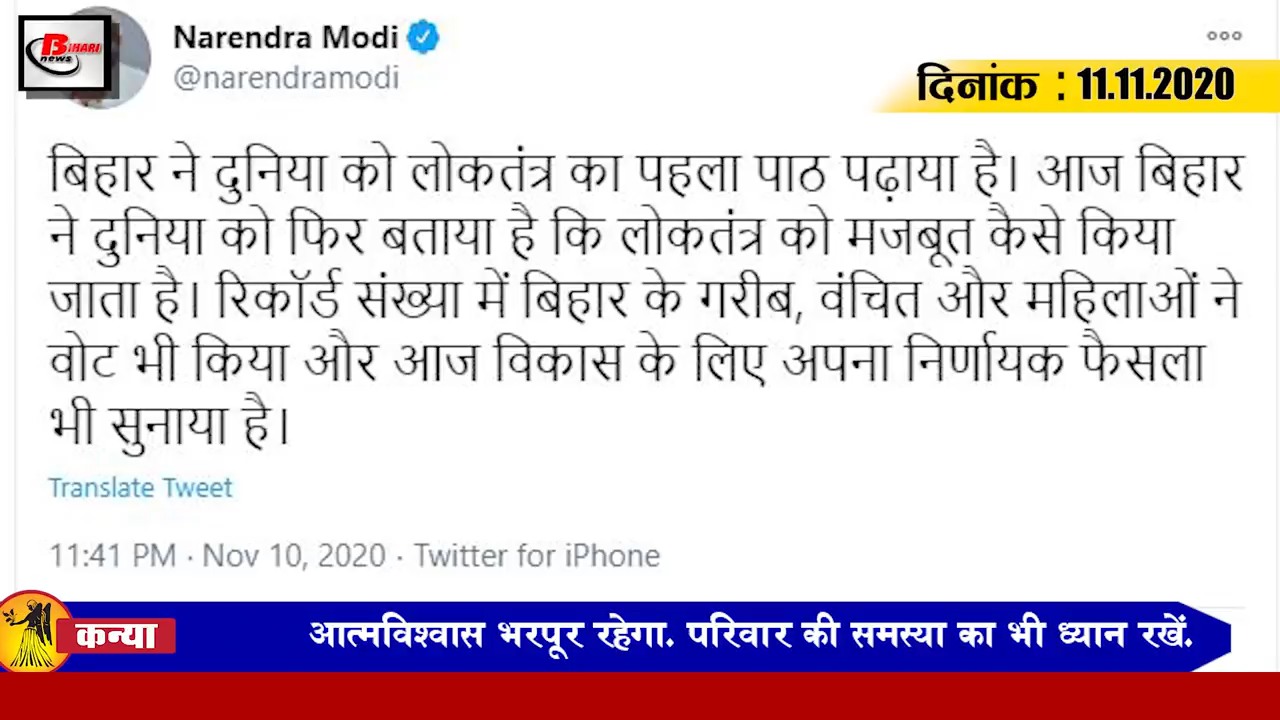 BIHARI
news
Narendra Modi
@narendramodi
दिनांक : 11.11.2020
बिहार ने दुनिया को लोकतंत्र का पहला पाठ पढ़ाया है। आज बिहार
ने दुनिया को फिर बताया है कि लोकतंत्र को मजबूत कैसे किया
जाता है। रिकॉर्ड संख्या में बिहार के गरीब, वंचित और महिलाओं ने
वोट भी किया और आज विकास के लिए अपना निर्णायक फैसला
भी सुनाया है।
Translate Tweet
11:41 PM · Nov 10, 2020 · Twitter for iPhone
कन्या
आत्मविश्वास भरपूर रहेगा. परिवार की समस्या का भी ध्यान रखें.